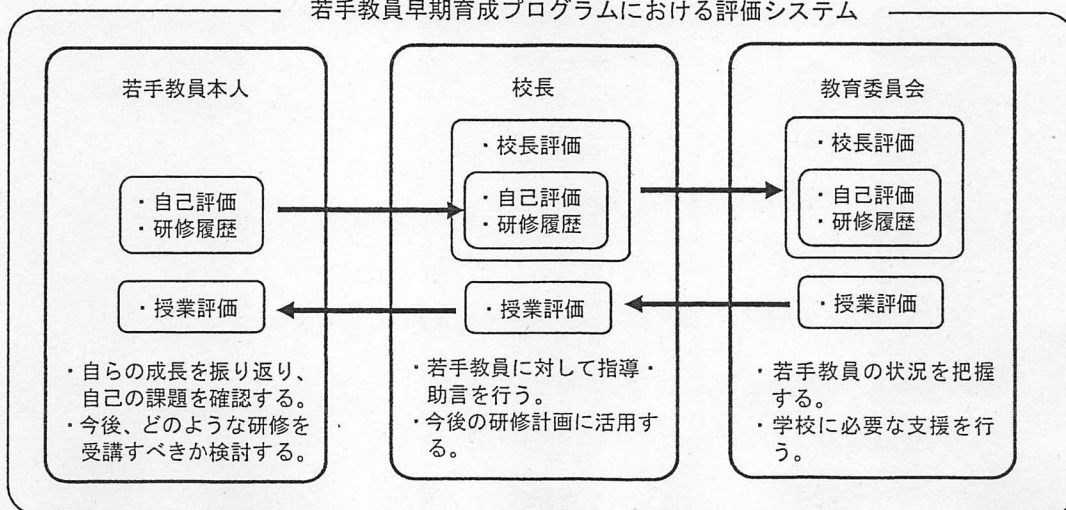 若手教員早期育成プログラムにおける評価システム
若手教員本人
・自己評価
・研修履歴
・授業評価
・自らの成長を振り返り、
自己の課題を確認する。
・今後、どのような研修を
受講すべきか検討する。
校長
・校長評価
・自己評価
・研修履歴
・授業評価
・若手教員に対して指導・
助言を行う。
・今後の研修計画に活用す
る。
教育委員会
・校長評価
・自己評価
・研修履歴
・授業評価
・若手教員の状況を把握
する。
・学校に必要な支援を行
う。